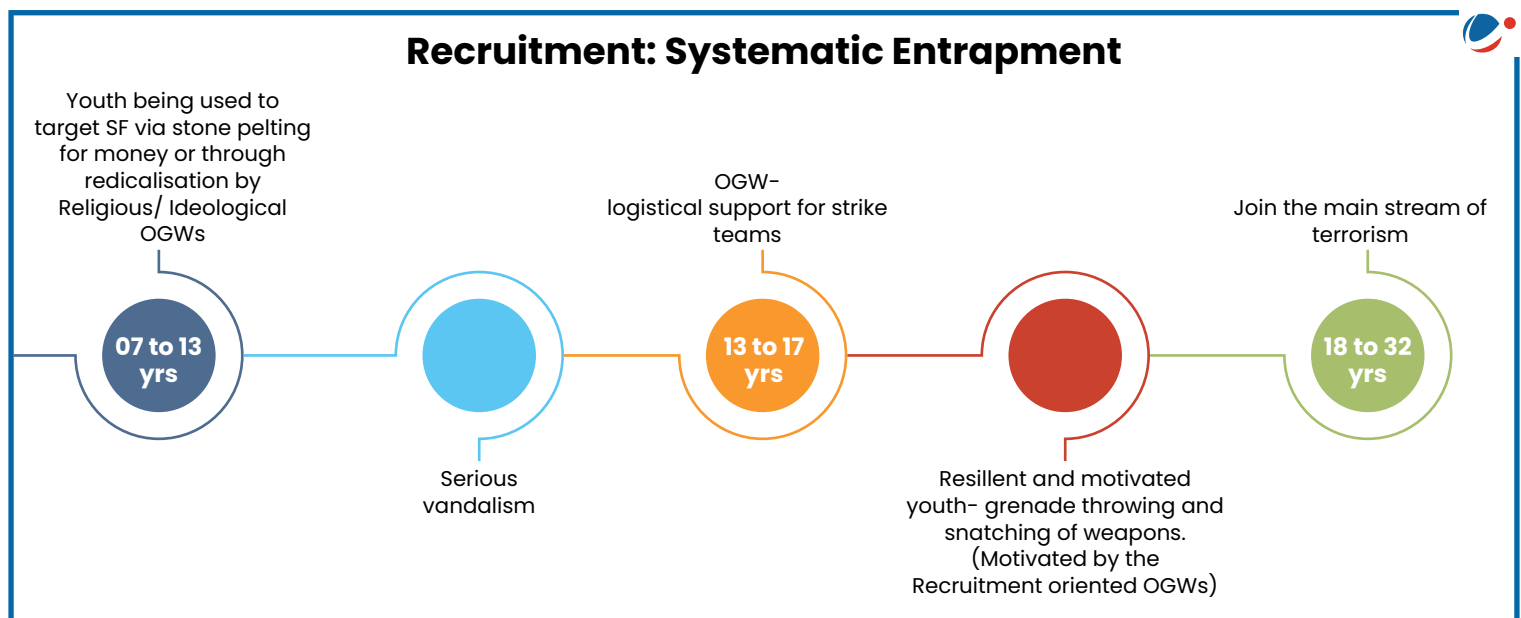 Recruitment: Systematic Entrapment
Youth being used to
target SF via stone pelting
for money or through
redicalisation by
Religious/ Ideological
OGWs
07 to 13
yrs
Serious
vandalism
OGW-
logistical support for strike
teams
13 to 17
yrs
Resillent and motivated
youth- grenade throwing and
snatching of weapons.
(Motivated by the
Recruitment oriented OGWs)
Join the main stream of
terrorism
18 to 32
yrs